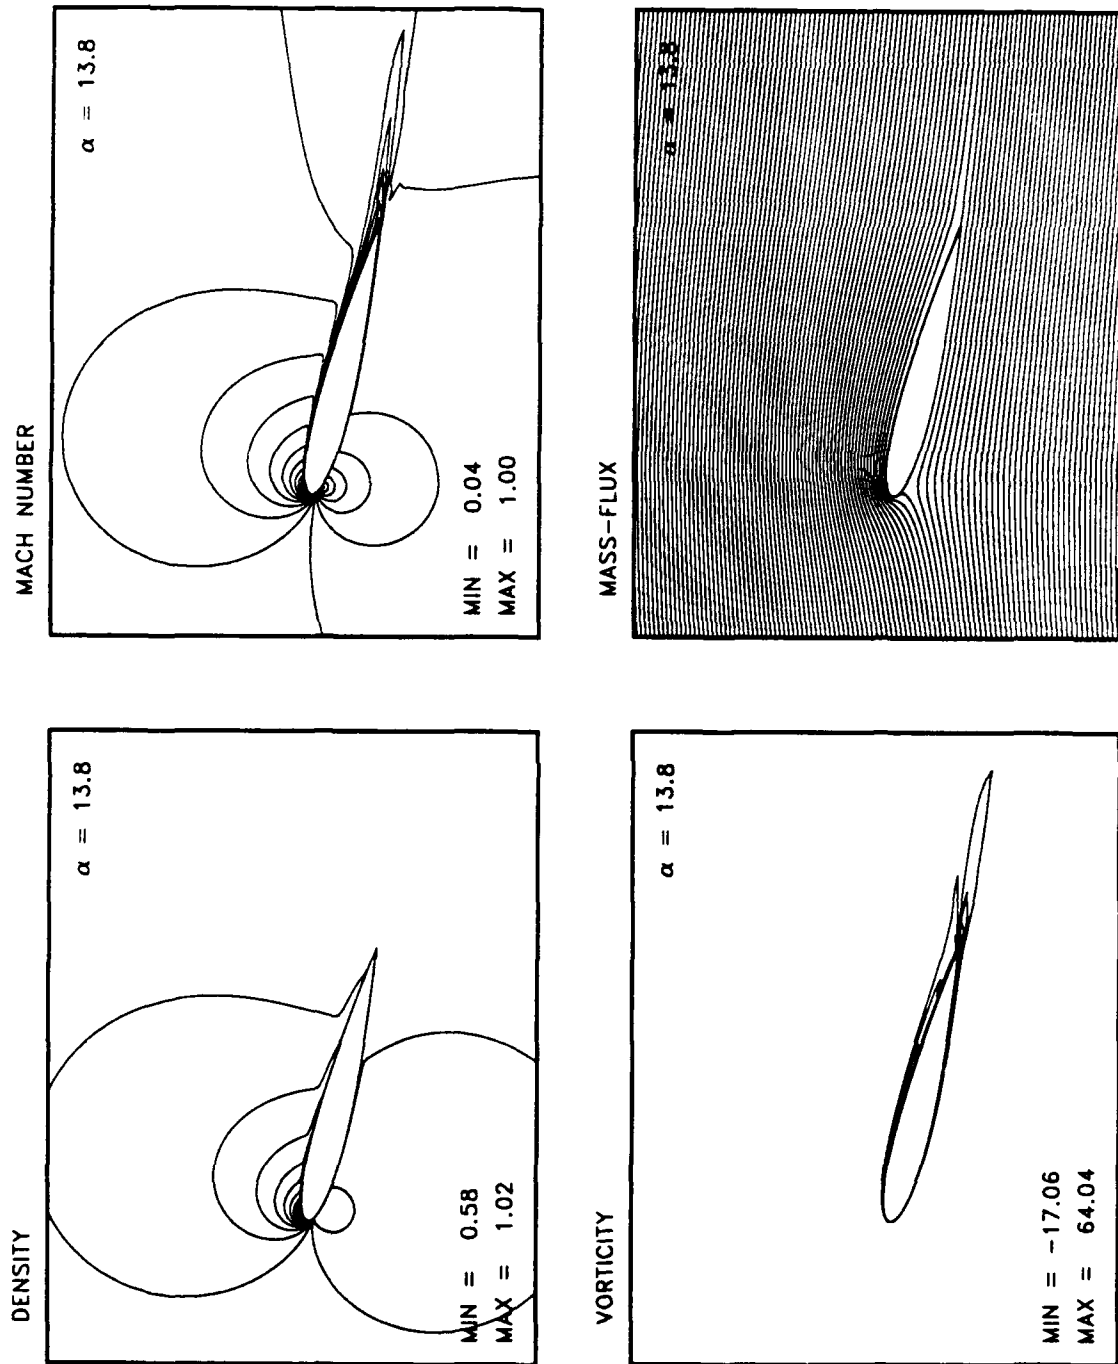 DENSITY
α = 13.8
MIN = 0.58
MAX = 1.02
MACH NUMBER
α = 13.8
MIN = 0.04
MAX = 1.00
VORTICITY
α = 13.8
MIN = -17.06
MAX = 64.04
MASS-FLUX
α = 13.8